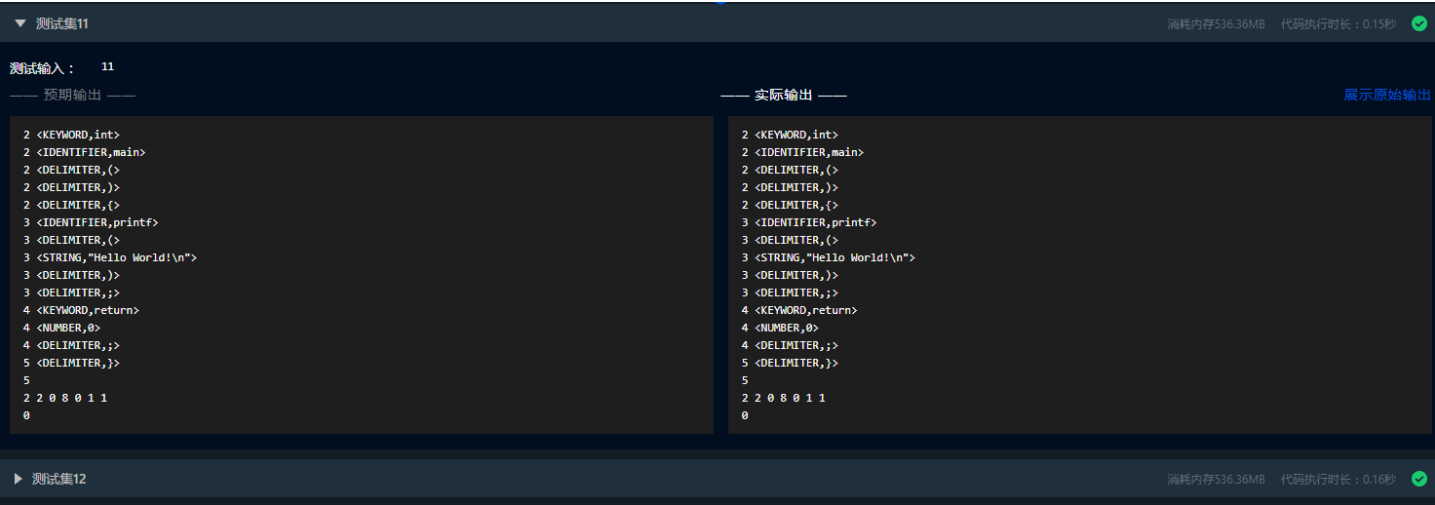 测试集11 消耗内存536.36MB 代码执行时长：0.15秒
测试输入： 11
—— 预期输出 —— —— 实际输出 —— 展示原始输出
2 <KEYWORD,int>
2 <IDENTIFIER,main>
2 <DELIMITER,(>
2 <DELIMITER,)>
2 <DELIMITER,{>
3 <IDENTIFIER,printf>
3 <DELIMITER,(>
3 <STRING,"Hello World!\n">
3 <DELIMITER,)>
3 <DELIMITER,;>
4 <KEYWORD,return>
4 <NUMBER,0>
4 <DELIMITER,;>
5 <DELIMITER,}>
5
2 2 0 8 0 1 1
0
2 <KEYWORD,int>
2 <IDENTIFIER,main>
2 <DELIMITER,(>
2 <DELIMITER,)>
2 <DELIMITER,{>
3 <IDENTIFIER,printf>
3 <DELIMITER,(>
3 <STRING,"Hello World!\n">
3 <DELIMITER,)>
3 <DELIMITER,;>
4 <KEYWORD,return>
4 <NUMBER,0>
4 <DELIMITER,;>
5 <DELIMITER,}>
5
2 2 0 8 0 1 1
0
测试集12 消耗内存536.36MB 代码执行时长：0.16秒